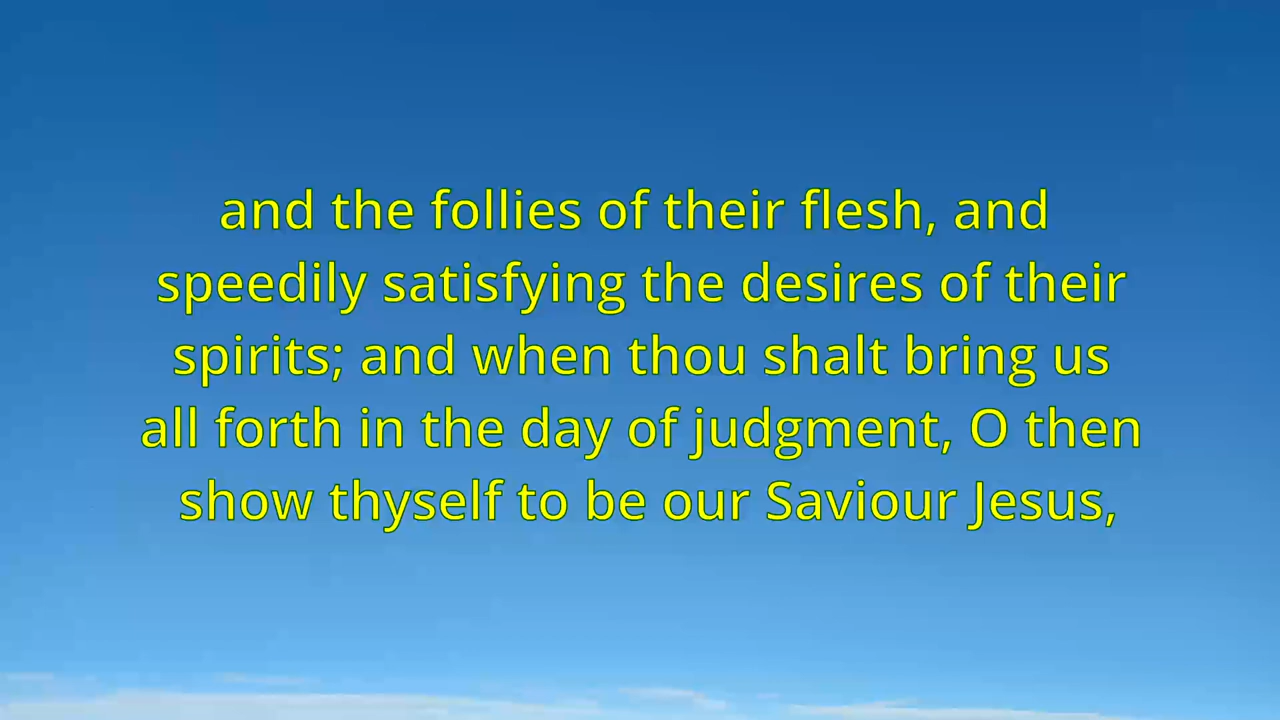 and the follies of their flesh, and
speedily satisfying the desires of their
spirits; and when thou shalt bring us
all forth in the day of judgment, O then
show thyself to be our Saviour Jesus,